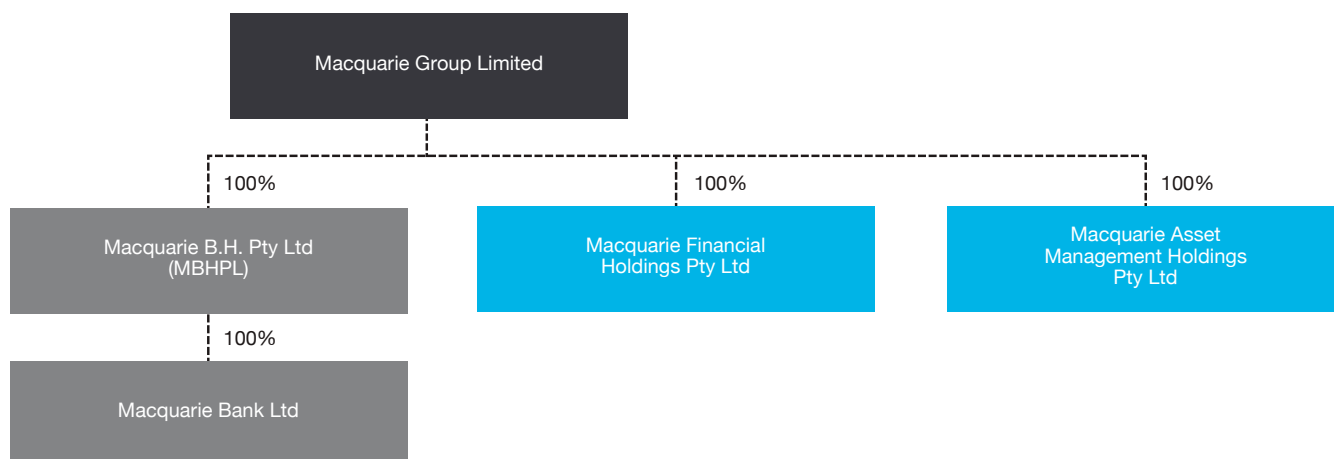 Macquarie Group Limited
100%
100%
100%
Macquarie B.H. Pty Ltd
(MBHPL)
Macquarie Financial
Holdings Pty Ltd
Macquarie Asset
Management Holdings
Pty Ltd
100%
Macquarie Bank Ltd